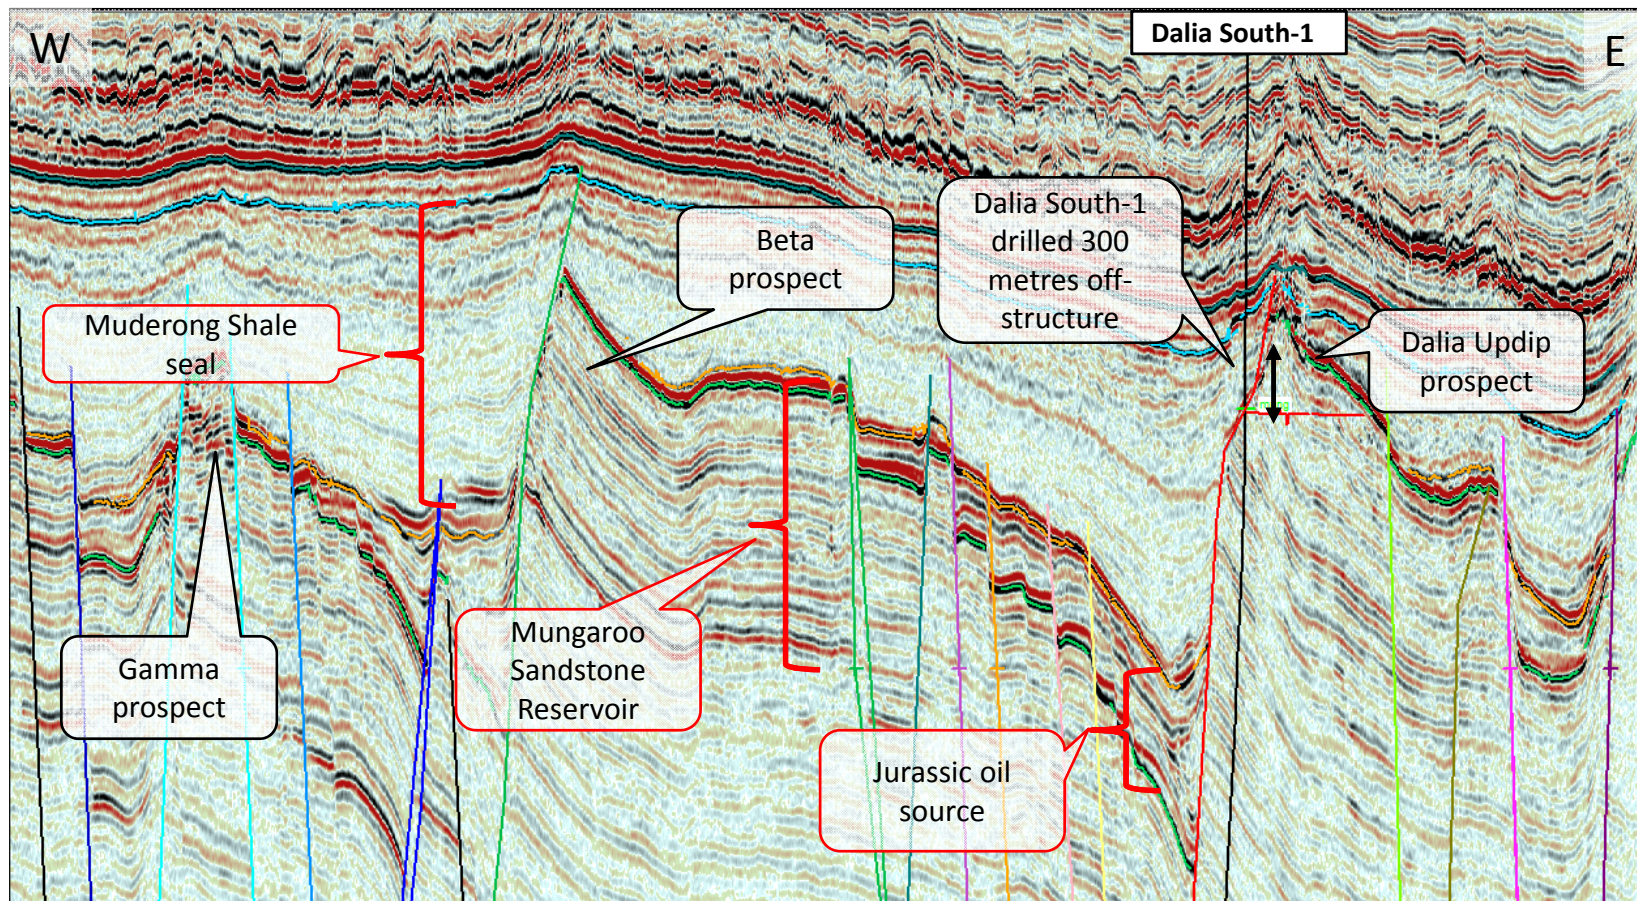 W
Dalia South-1
E
Dalia South-1
drilled 300
metres off-
structure
Beta
prospect
Muderong Shale
seal
Dalia Updip
prospect
Mungaroo
Sandstone
Reservoir
Gamma
prospect
Jurassic oil
source